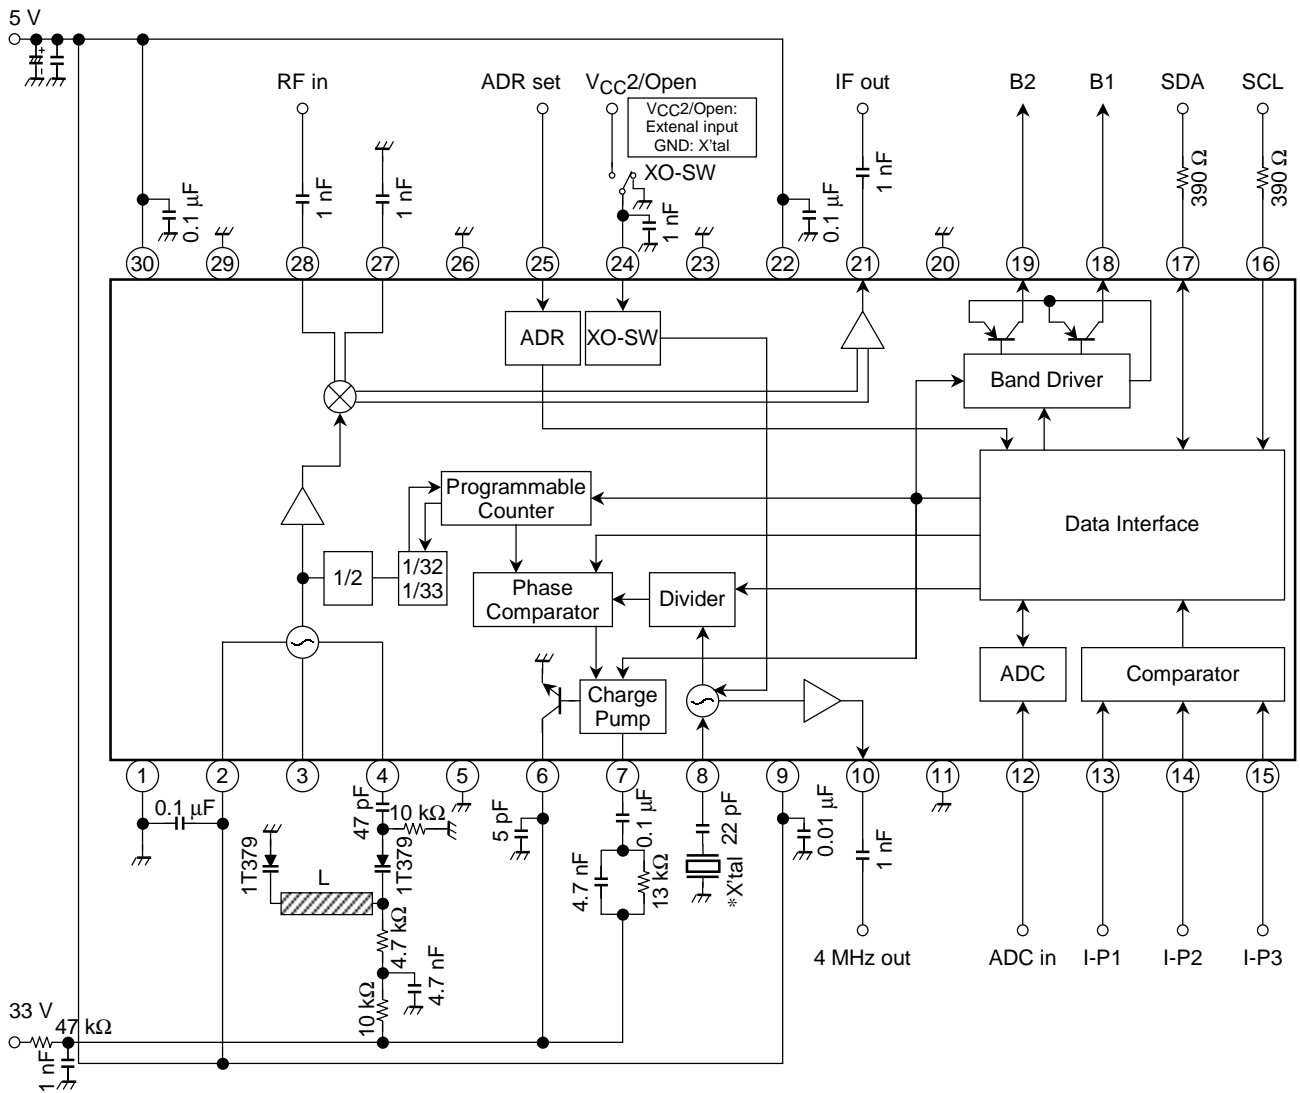 5 V
RF in
ADR set
VCC2/Open
IF out
B2
B1
SDA
SCL
VCC2/Open:
Extenal input
GND: X'tal
XO-SW
0.1 μF
1 nF
1 nF
1 nF
0.1 μF
1 nF
390 Ω
390 Ω
30
29
28
27
26
25
24
23
22
21
20
19
18
17
16
ADR
XO-SW
Band Driver
Programmable
Counter
Data Interface
1/2
1/32
1/33
Phase
Comparator
Divider
ADC
Comparator
Charge
Pump
1
2
3
4
5
6
7
8
9
10
11
12
13
14
15
0.1 μF
47 pF
10 kΩ
5 pF
0.1 μF
22 pF
0.01 μF
1 nF
1T379
1T379
L
4.7 nF
13 kΩ
*X'tal
4.7 kΩ
4.7 nF
10 kΩ
4 MHz out
ADC in
I-P1
I-P2
I-P3
33 V
47 kΩ
1 nF